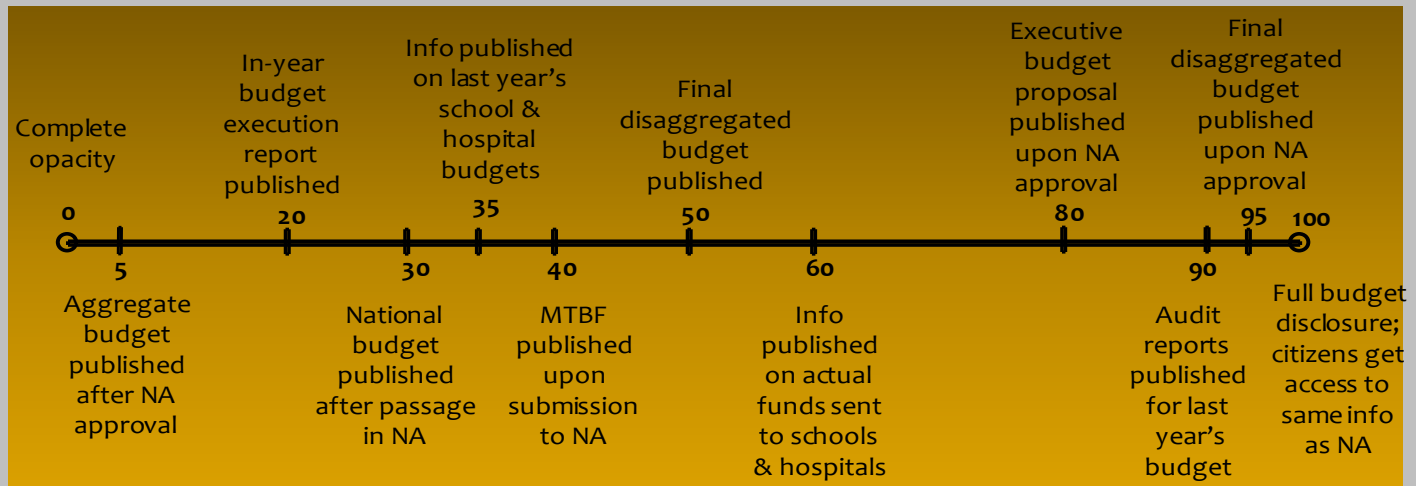 Complete
opacity
0
5
Aggregate
budget
published
after NA
approval
In-year
budget
execution
report
published
20
30
National
budget
published
after passage
in NA
Info published
on last year's
school &
hospital
budgets
35
40
MTBF
published
upon
submission
to NA
Final
disaggregated
budget
published
50
60
Info
published
on actual
funds sent
to schools
& hospitals
Executive
budget
proposal
published
upon NA
approval
80
90
Audit
reports
published
for last
year's
budget
Final
disaggregated
budget
published
upon NA
approval
95
100
Full budget
disclosure;
citizens get
access to
same info
as NA